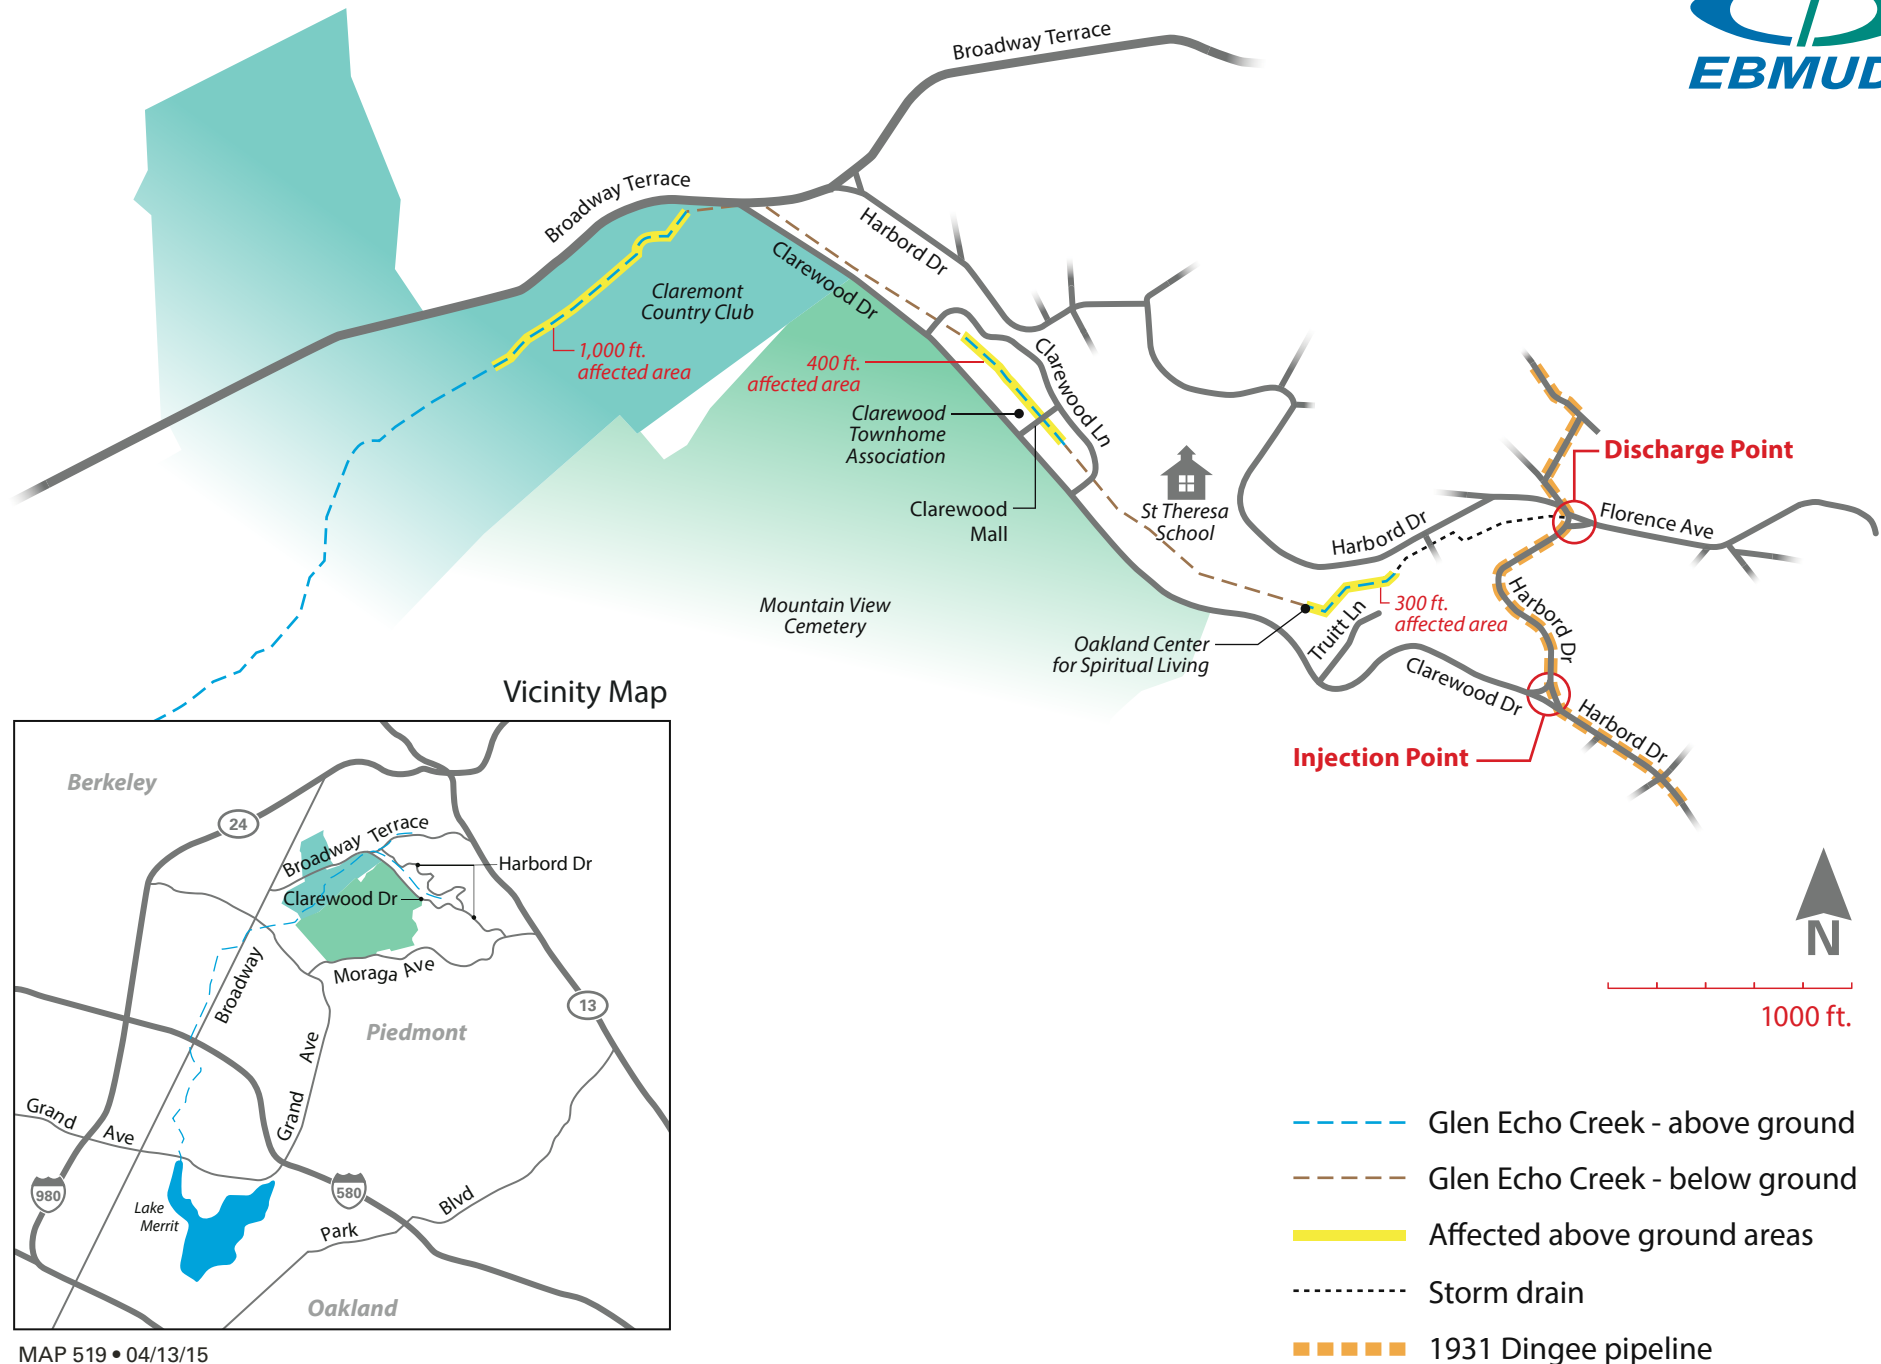 EBMUD
Broadway Terrace
Broadway Terrace
Harbord Dr
Clarewood Dr
Claremont
Country Club
1,000 ft.
affected area
400 ft.
affected area
Clarewood Ln
Clarewood
Townhome
Association
Clarewood
Mall
St Theresa
School
Discharge Point
Florence Ave
Harbord Dr
Harbord Dr
Mountain View
Cemetery
300 ft.
affected area
Truitt Ln
Oakland Center
for Spiritual Living
Clarewood Dr
Harbord Dr
Injection Point
Vicinity Map
Berkeley
24
Broadway Terrace
Harbord Dr
Clarewood Dr
Broadway
Moraga Ave
13
Piedmont
Grand Ave
Grand Ave
980
580
Lake
Merrit
Park Blvd
Oakland
N
1000 ft.
Glen Echo Creek - above ground
Glen Echo Creek - below ground
Affected above ground areas
Storm drain
1931 Dingee pipeline
MAP 519 • 04/13/15